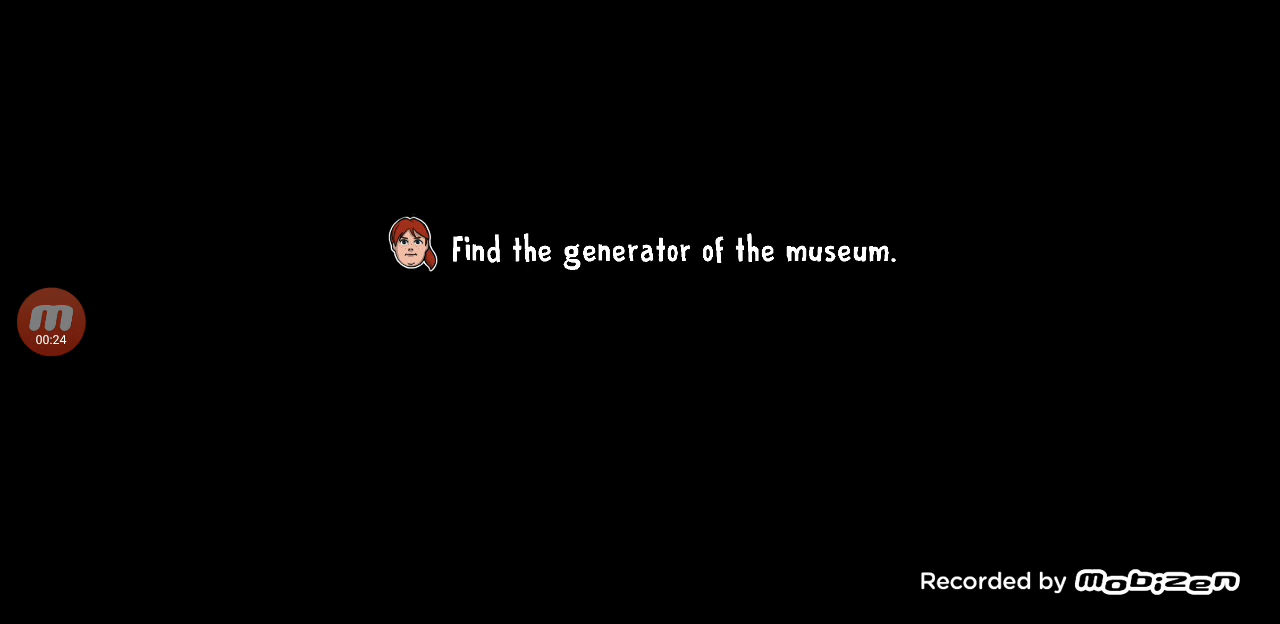 Find the generator of the museum.
00:24
Recorded by mobizen